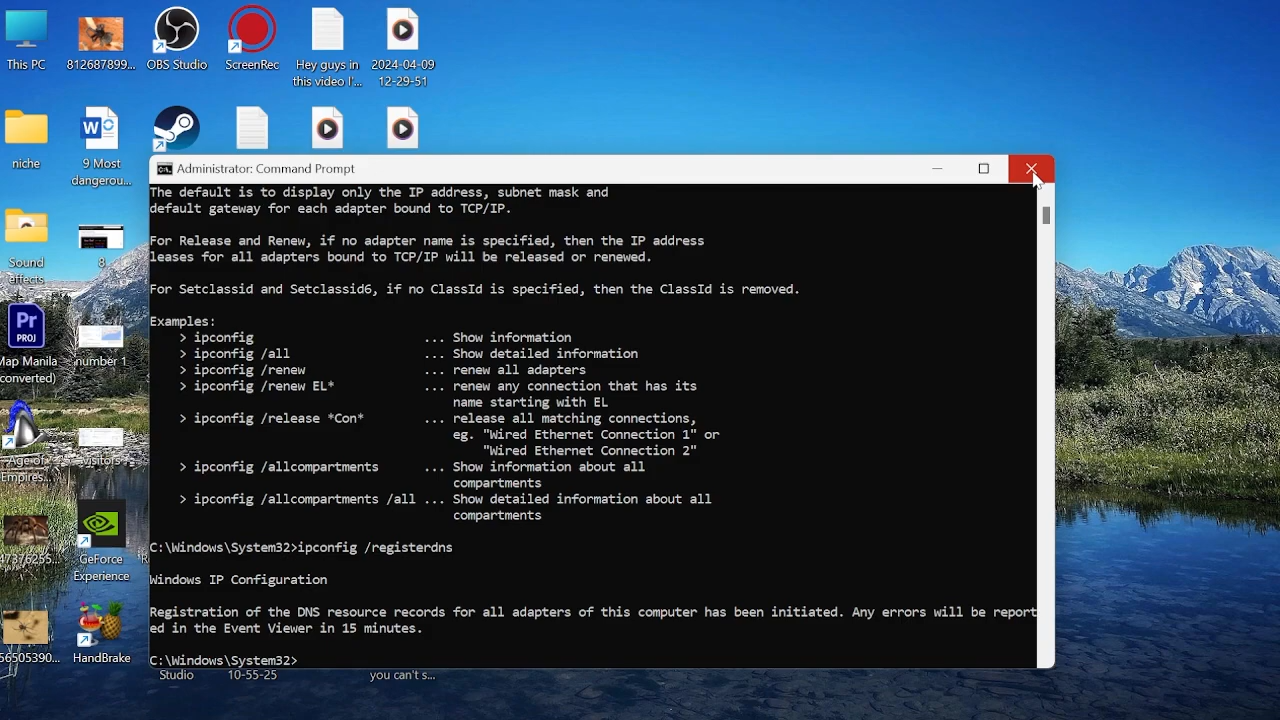 This PC
812687899...
OBS Studio
ScreenRec
Hey guys in
this video I'...
2024-04-09
12-29-51
niche
9 Most
dangerou...
Sound
effects
8
Map Manila
converted)
number 1
Age of
Empires...
visitors
47376255...
GeForce
Experience
56505390...
HandBrake
Administrator: Command Prompt
The default is to display only the IP address, subnet mask and
default gateway for each adapter bound to TCP/IP.
For Release and Renew, if no adapter name is specified, then the IP address
leases for all adapters bound to TCP/IP will be released or renewed.
For Setclassid and Setclassid6, if no ClassId is specified, then the ClassId is removed.
Examples:
> ipconfig ... Show information
> ipconfig /all ... Show detailed information
> ipconfig /renew ... renew all adapters
> ipconfig /renew EL* ... renew any connection that has its
name starting with EL
> ipconfig /release *Con* ... release all matching connections,
eg. "Wired Ethernet Connection 1" or
"Wired Ethernet Connection 2"
> ipconfig /allcompartments ... Show information about all
compartments
> ipconfig /allcompartments /all ... Show detailed information about all
compartments
C:\Windows\System32>ipconfig /registerdns
Windows IP Configuration
Registration of the DNS resource records for all adapters of this computer has been initiated. Any errors will be report
ed in the Event Viewer in 15 minutes.
C:\Windows\System32>
Studio
10-55-25
you can't s...